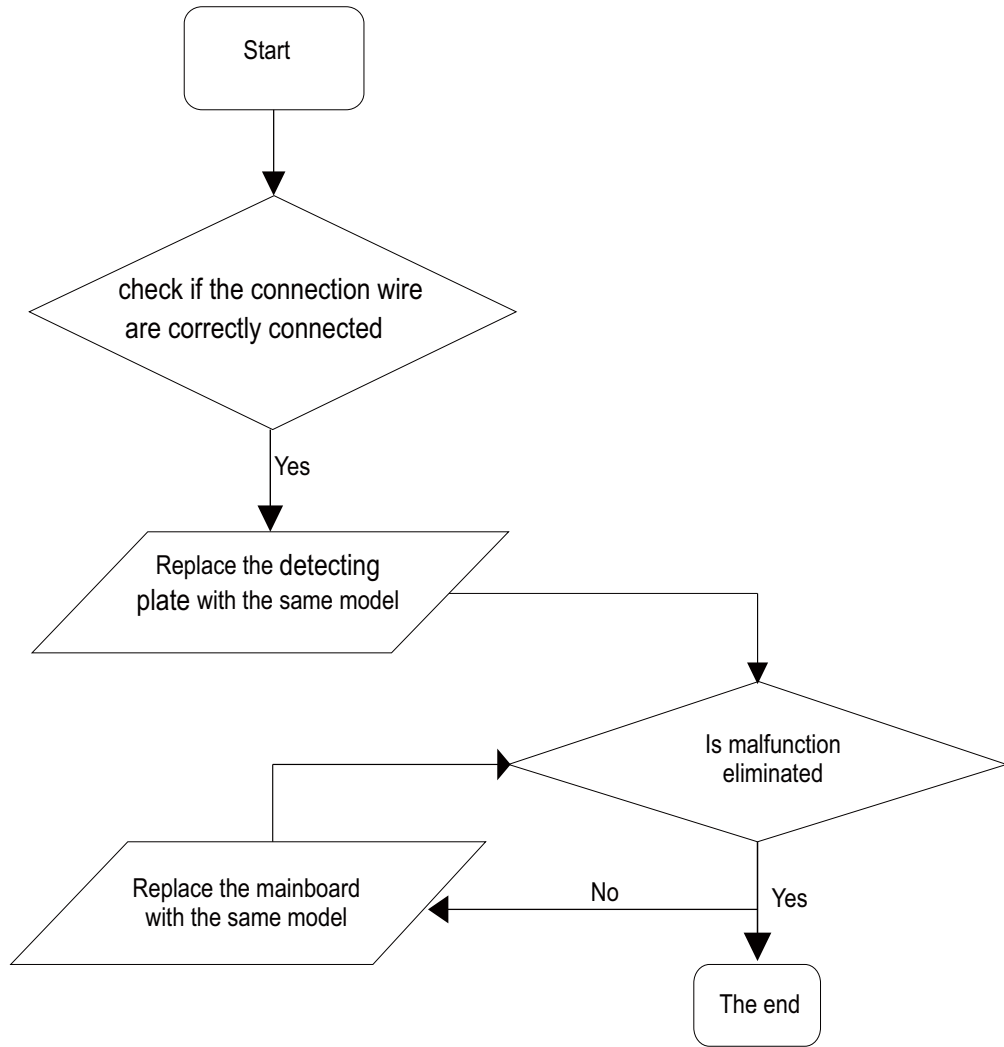 Start
check if the connection wire
are correctly connected
Yes
Replace the detecting
plate with the same model
Is malfunction
eliminated
Replace the mainboard
with the same model
No
Yes
The end